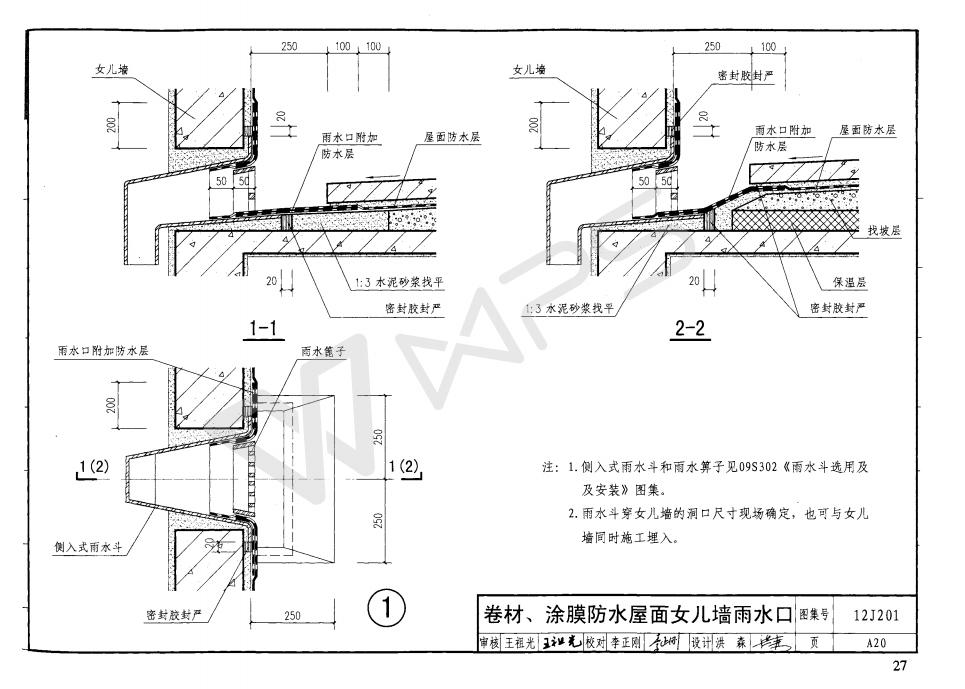 250
100
100
女儿墙
200
20
雨水口附加
防水层
屋面防水层
50
50
20
1:3 水泥砂浆找平
密封胶封严
1-1
250
100
女儿墙
密封胶封严
200
20
雨水口附加
防水层
屋面防水层
50
50
找坡层
20
保温层
1:3 水泥砂浆找平
密封胶封严
2-2
雨水口附加防水层
雨水篦子
200
250
1(2)
1(2)
250
侧入式雨水斗
20
密封胶封严
250
1
注: 1.侧入式雨水斗和雨水箅子见09S302《雨水斗选用及
及安装》图集。
2.雨水斗穿女儿墙的洞口尺寸现场确定, 也可与女儿
墙同时施工埋入。
卷材、涂膜防水屋面女儿墙雨水口
图集号
12J201
审核 王祖光 王祖光 校对 李正刚 设计 洪 森
页
A20
27
WPS